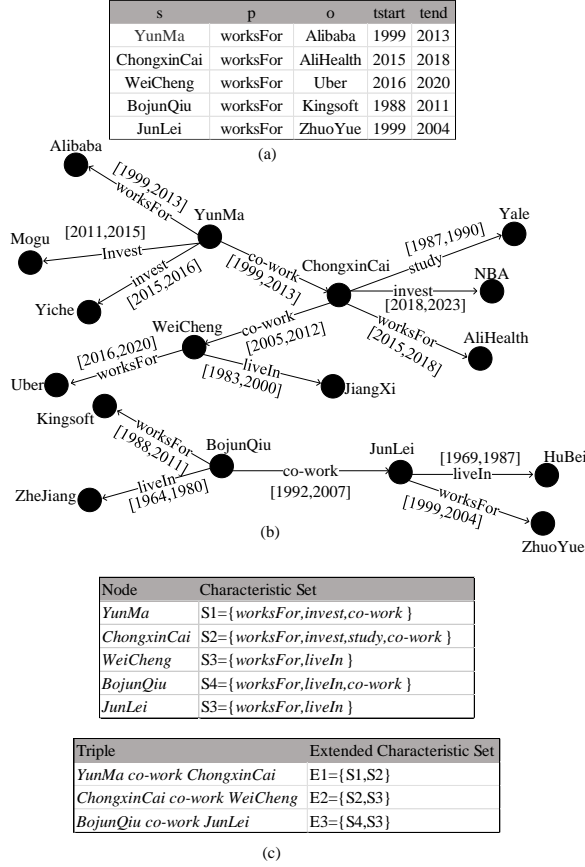 s p o tstart tend
YunMa worksFor Alibaba 1999 2013
ChongxinCai worksFor AliHealth 2015 2018
WeiCheng worksFor Uber 2016 2020
BojunQiu worksFor Kingsoft 1988 2011
JunLei worksFor ZhuoYue 1999 2004
(a)
Alibaba
[1999,2013]
worksFor
YunMa
Mogu
[2011,2015]
Invest
Yiche
invest
[2015,2016]
co-work
[1999,2013]
ChongxinCai
Yale
[1987,1990]
study
NBA
invest
[2018,2023]
worksFor
[2015,2018]
AliHealth
WeiCheng
co-work
[2005,2012]
[2016,2020]
worksFor
Uber
liveIn
[1983,2000]
JiangXi
Kingsoft
worksFor
[1988,2011]
BojunQiu
ZheJiang
liveIn
[1964,1980]
co-work
[1992,2007]
JunLei
[1969,1987]
liveIn
HuBei
worksFor
[1999,2004]
ZhuoYue
(b)
Node Characteristic Set
YunMa S1={worksFor,invest,co-work }
ChongxinCai S2={worksFor,invest,study,co-work }
WeiCheng S3={worksFor,liveIn }
BojunQiu S4={worksFor,liveIn,co-work }
JunLei S3={worksFor,liveIn }
Triple Extended Characteristic Set
YunMa co-work ChongxinCai E1={S1,S2}
ChongxinCai co-work WeiCheng E2={S2,S3}
BojunQiu co-work JunLei E3={S4,S3}
(c)